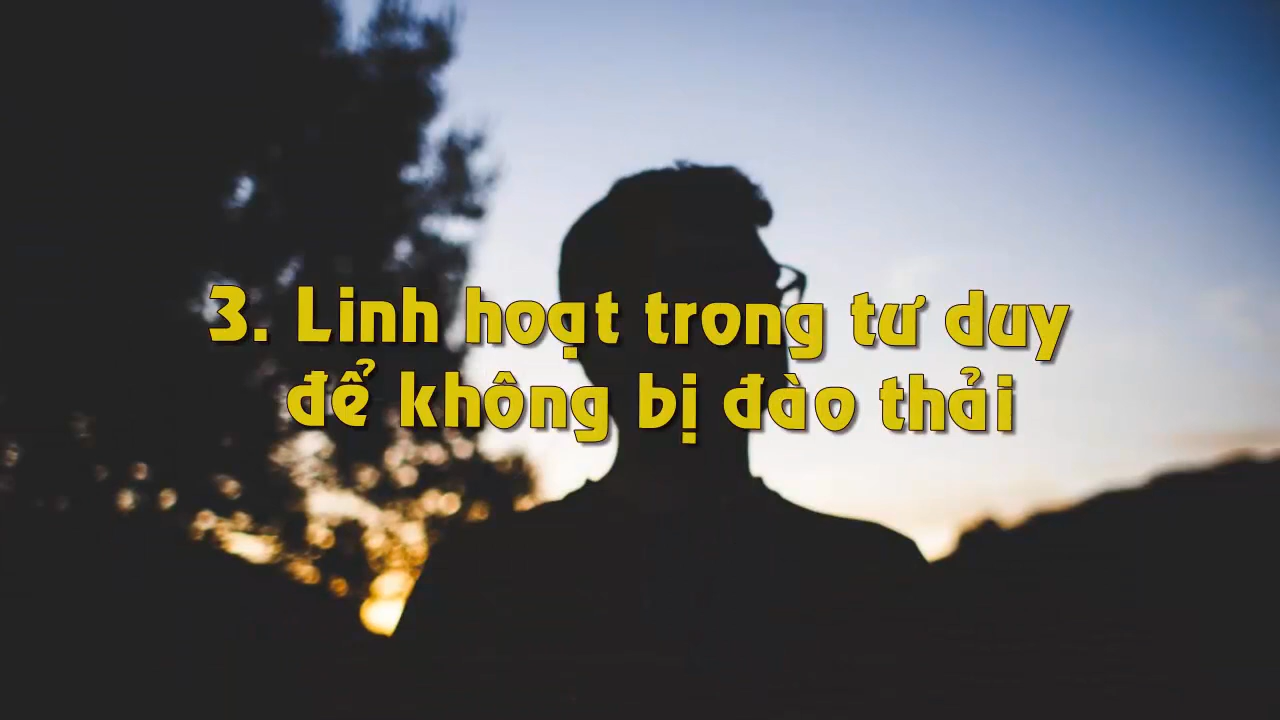 3. Linh hoạt trong tư duy
để không bị đào thải